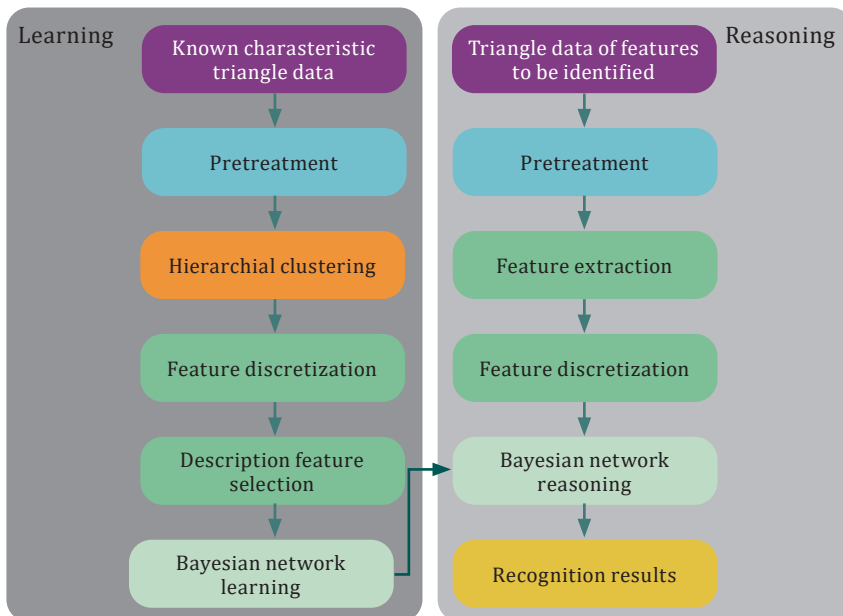 Learning
Known charasteristic
triangle data
Pretreatment
Hierarchial clustering
Feature discretization
Description feature
selection
Bayesian network
learning
Reasoning
Triangle data of features
to be identified
Pretreatment
Feature extraction
Feature discretization
Bayesian network
reasoning
Recognition results